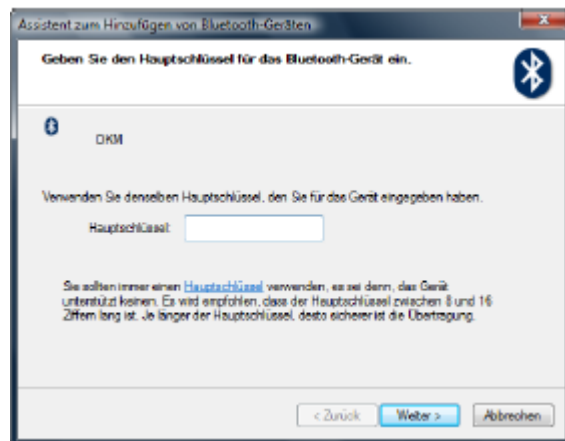 Assistent zum Hinzufügen von Bluetooth-Geräten
Geben Sie den Hauptschlüssel für das Bluetooth-Gerät ein.
DKM
Verwenden Sie denselben Hauptschlüssel, den Sie für das Gerät eingegeben haben.
Hauptschlüssel:
Sie sollten immer einen Hauptschlüssel verwenden, es sei denn, das Gerät
unterstützt keinen. Es wird empfohlen, dass der Hauptschlüssel zwischen 8 und 16
Ziffern lang ist. Je länger der Hauptschlüssel, desto sicherer ist die Übertragung.
< Zurück Weiter > Abbrechen